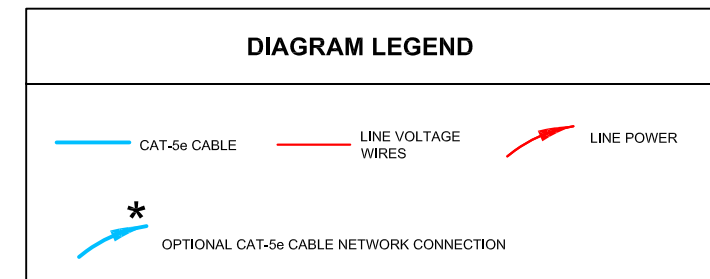 DIAGRAM LEGEND
CAT-5e CABLE
LINE VOLTAGE
WIRES
LINE POWER
*
OPTIONAL CAT-5e CABLE NETWORK CONNECTION